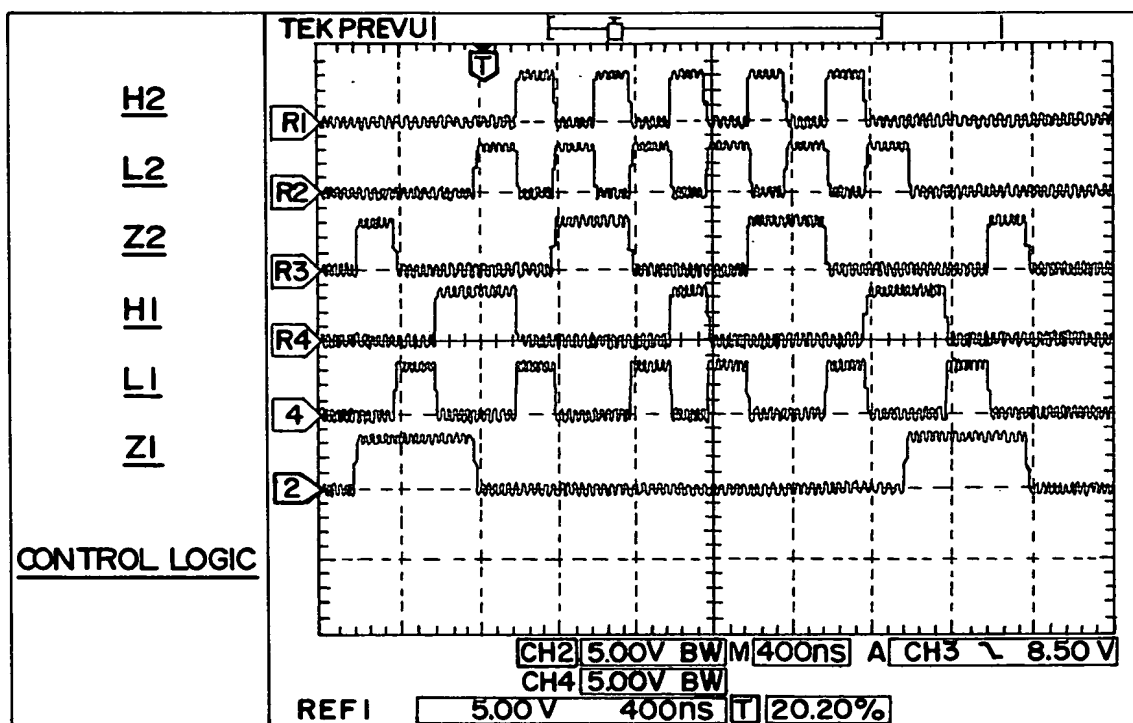 TEK PREVU
T
H2
R1
L2
R2
Z2
R3
H1
R4
L1
4
Z1
2
CONTROL LOGIC
CH2 5.00V BW M 400ns A CH3 8.50 V
CH4 5.00V BW
REF1 5.00 V 400ns T 20.20%